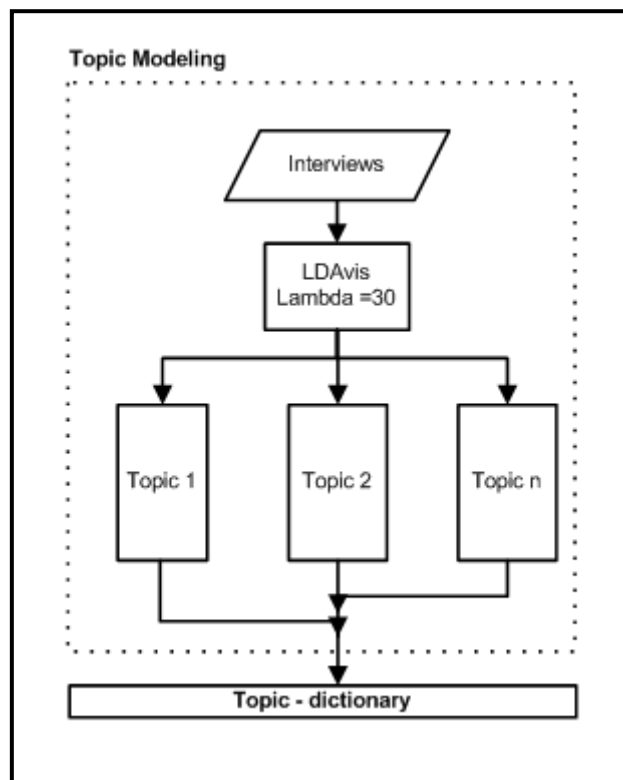 Topic Modeling
Interviews
LDAvis
Lambda =30
Topic 1
Topic 2
Topic n
Topic - dictionary